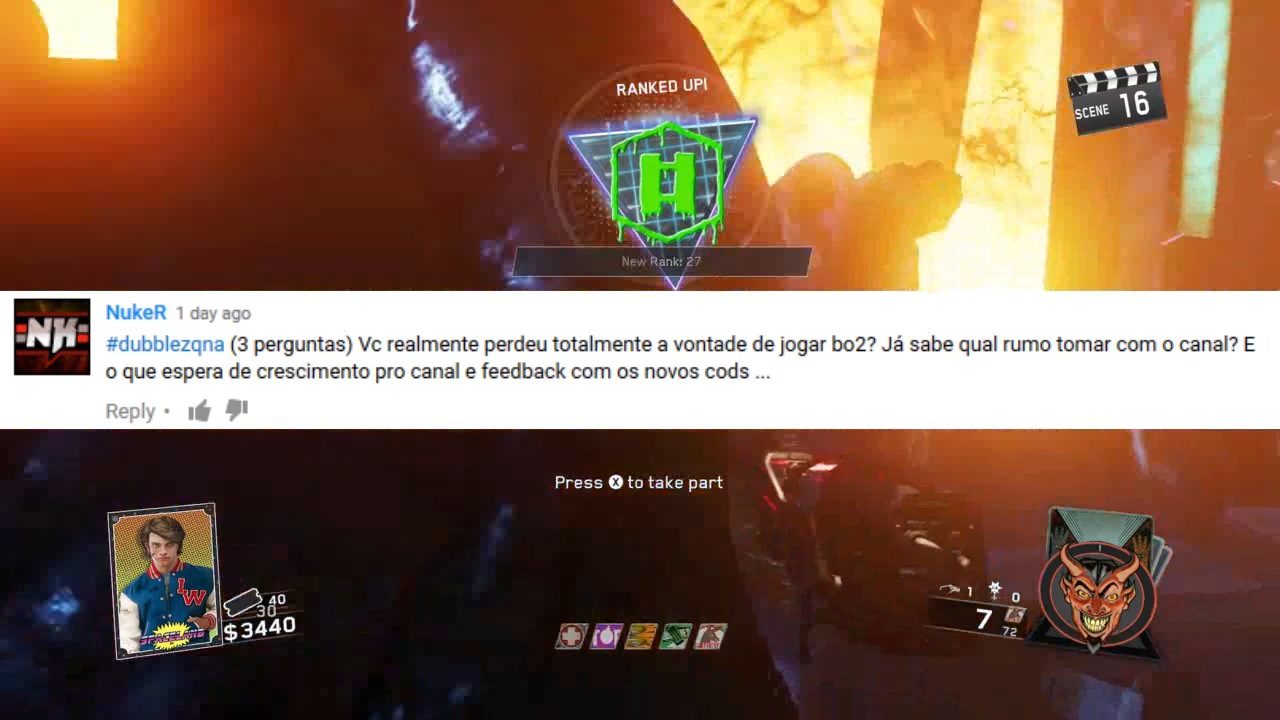 RANKED UP!
SCENE 16
New Rank: 27
NukeR 1 day ago
#dubblezqna (3 perguntas) Vc realmente perdeu totalmente a vontade de jogar bo2? Já sabe qual rumo tomar com o canal? E
o que espera de crescimento pro canal e feedback com os novos cods ...
Reply •
Press X to take part
IW
SPACELAND
40
30
$3440
1 0
7
72